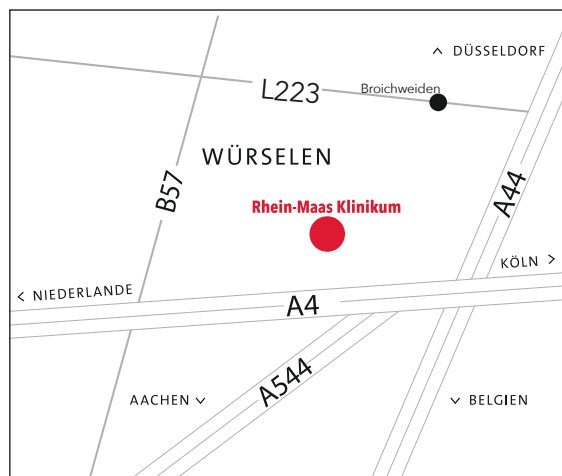 ^ DÜSSELDORF
Broichweiden
L223
WÜRSELEN
B57
A44
Rhein-Maas Klinikum
KÖLN >
< NIEDERLANDE
A4
A544
AACHEN ˅
˅ BELGIEN